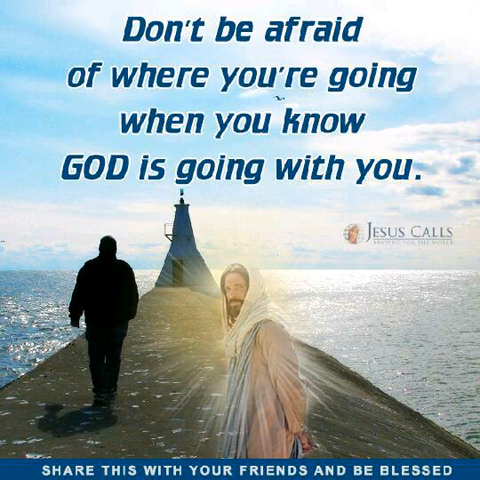 Don't be afraid
of where you're going
when you know
GOD is going with you.
JESUS CALLS
SHARE THIS WITH YOUR FRIENDS AND BE BLESSED